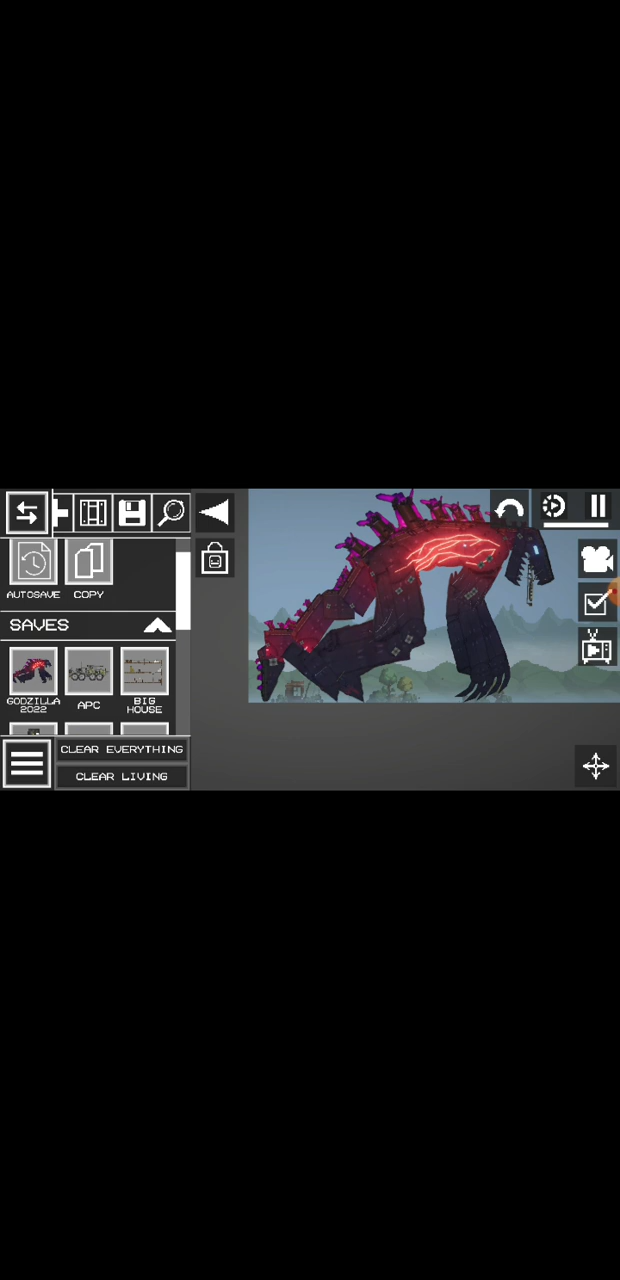 AUTOSAVE COPY
SAVES
GODZILLA
2022
APC
BIG
HOUSE
CLEAR EVERYTHING
CLEAR LIVING